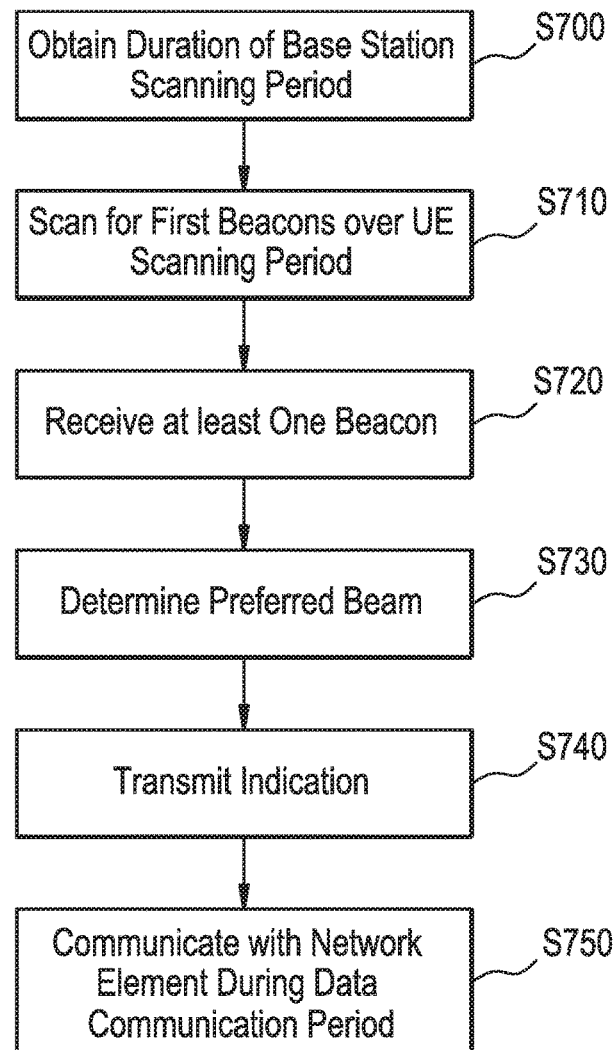 Obtain Duration of Base Station
Scanning Period
S700
Scan for First Beacons over UE
Scanning Period
S710
Receive at least One Beacon
S720
Determine Preferred Beam
S730
Transmit Indication
S740
Communicate with Network
Element During Data
Communication Period
S750